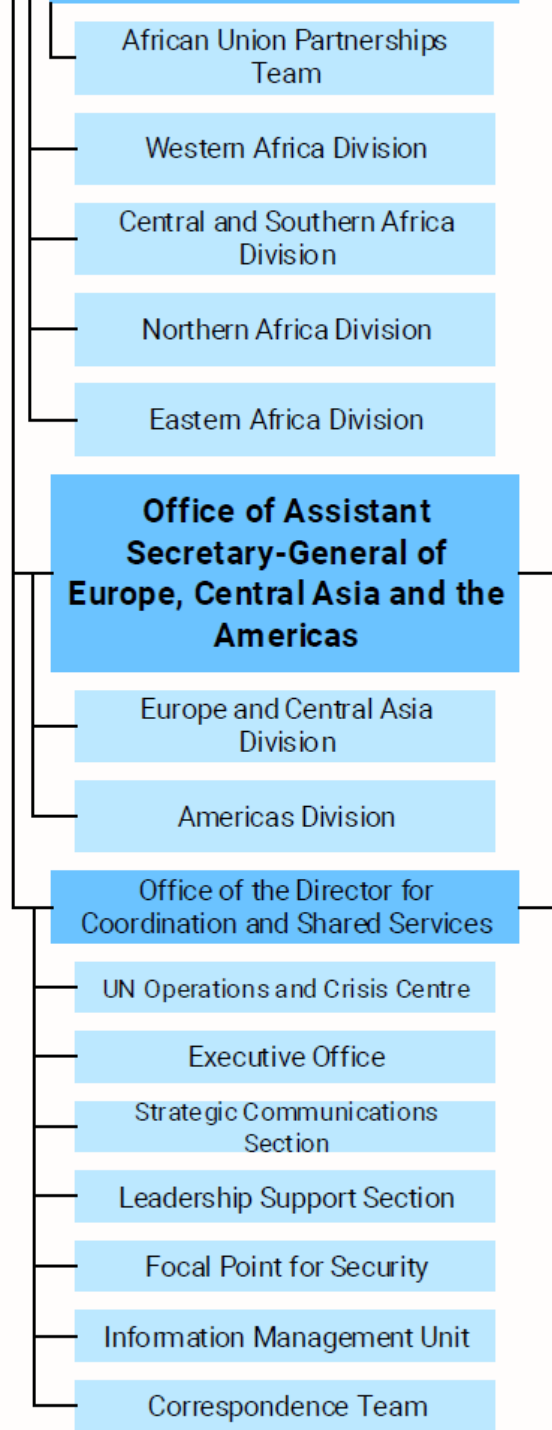 African Union Partnerships
Team
Western Africa Division
Central and Southern Africa
Division
Northern Africa Division
Eastern Africa Division
Office of Assistant
Secretary-General of
Europe, Central Asia and the
Americas
Europe and Central Asia
Division
Americas Division
Office of the Director for
Coordination and Shared Services
UN Operations and Crisis Centre
Executive Office
Strategic Communications
Section
Leadership Support Section
Focal Point for Security
Information Management Unit
Correspondence Team